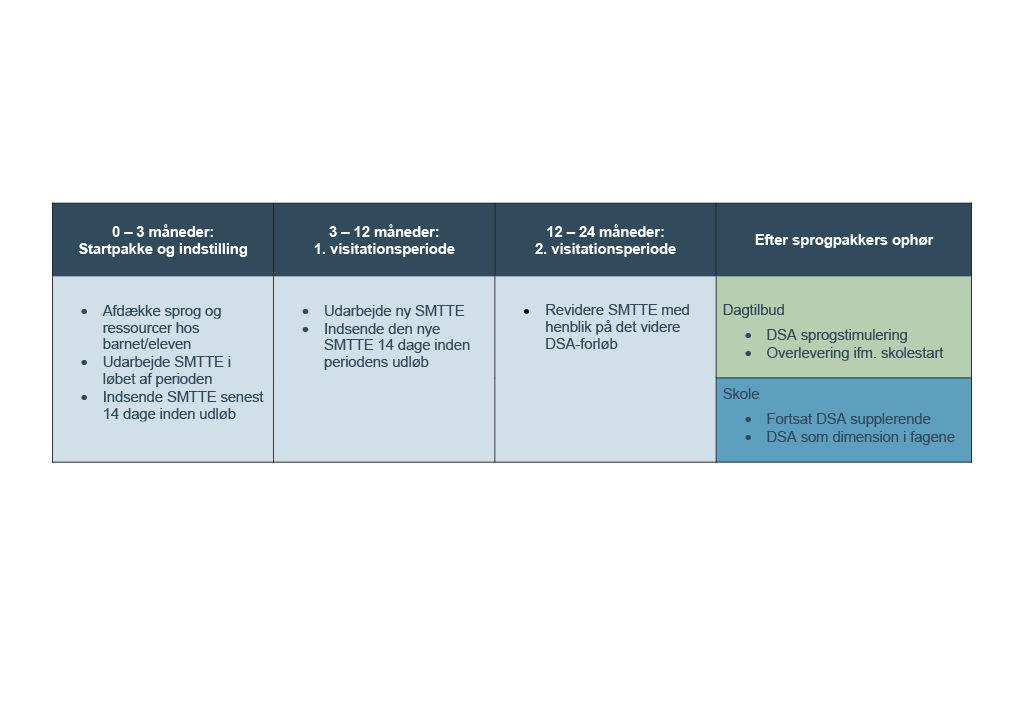 0 – 3 måneder:
Startpakke og indstilling
3 – 12 måneder:
1. visitationsperiode
12 – 24 måneder:
2. visitationsperiode
Efter sprogpakkers ophør
• Afdække sprog og
ressourcer hos
barnet/eleven
• Udarbejde SMTTE i
løbet af perioden
• Indsende SMTTE senest
14 dage inden udløb
• Udarbejde ny SMTTE
• Indsende den nye
SMTTE 14 dage inden
periodens udløb
• Revidere SMTTE med
henblik på det videre
DSA-forløb
Dagtilbud
• DSA sprogstimulering
• Overlevering ifm. skolestart
Skole
• Fortsat DSA supplerende
• DSA som dimension i fagene